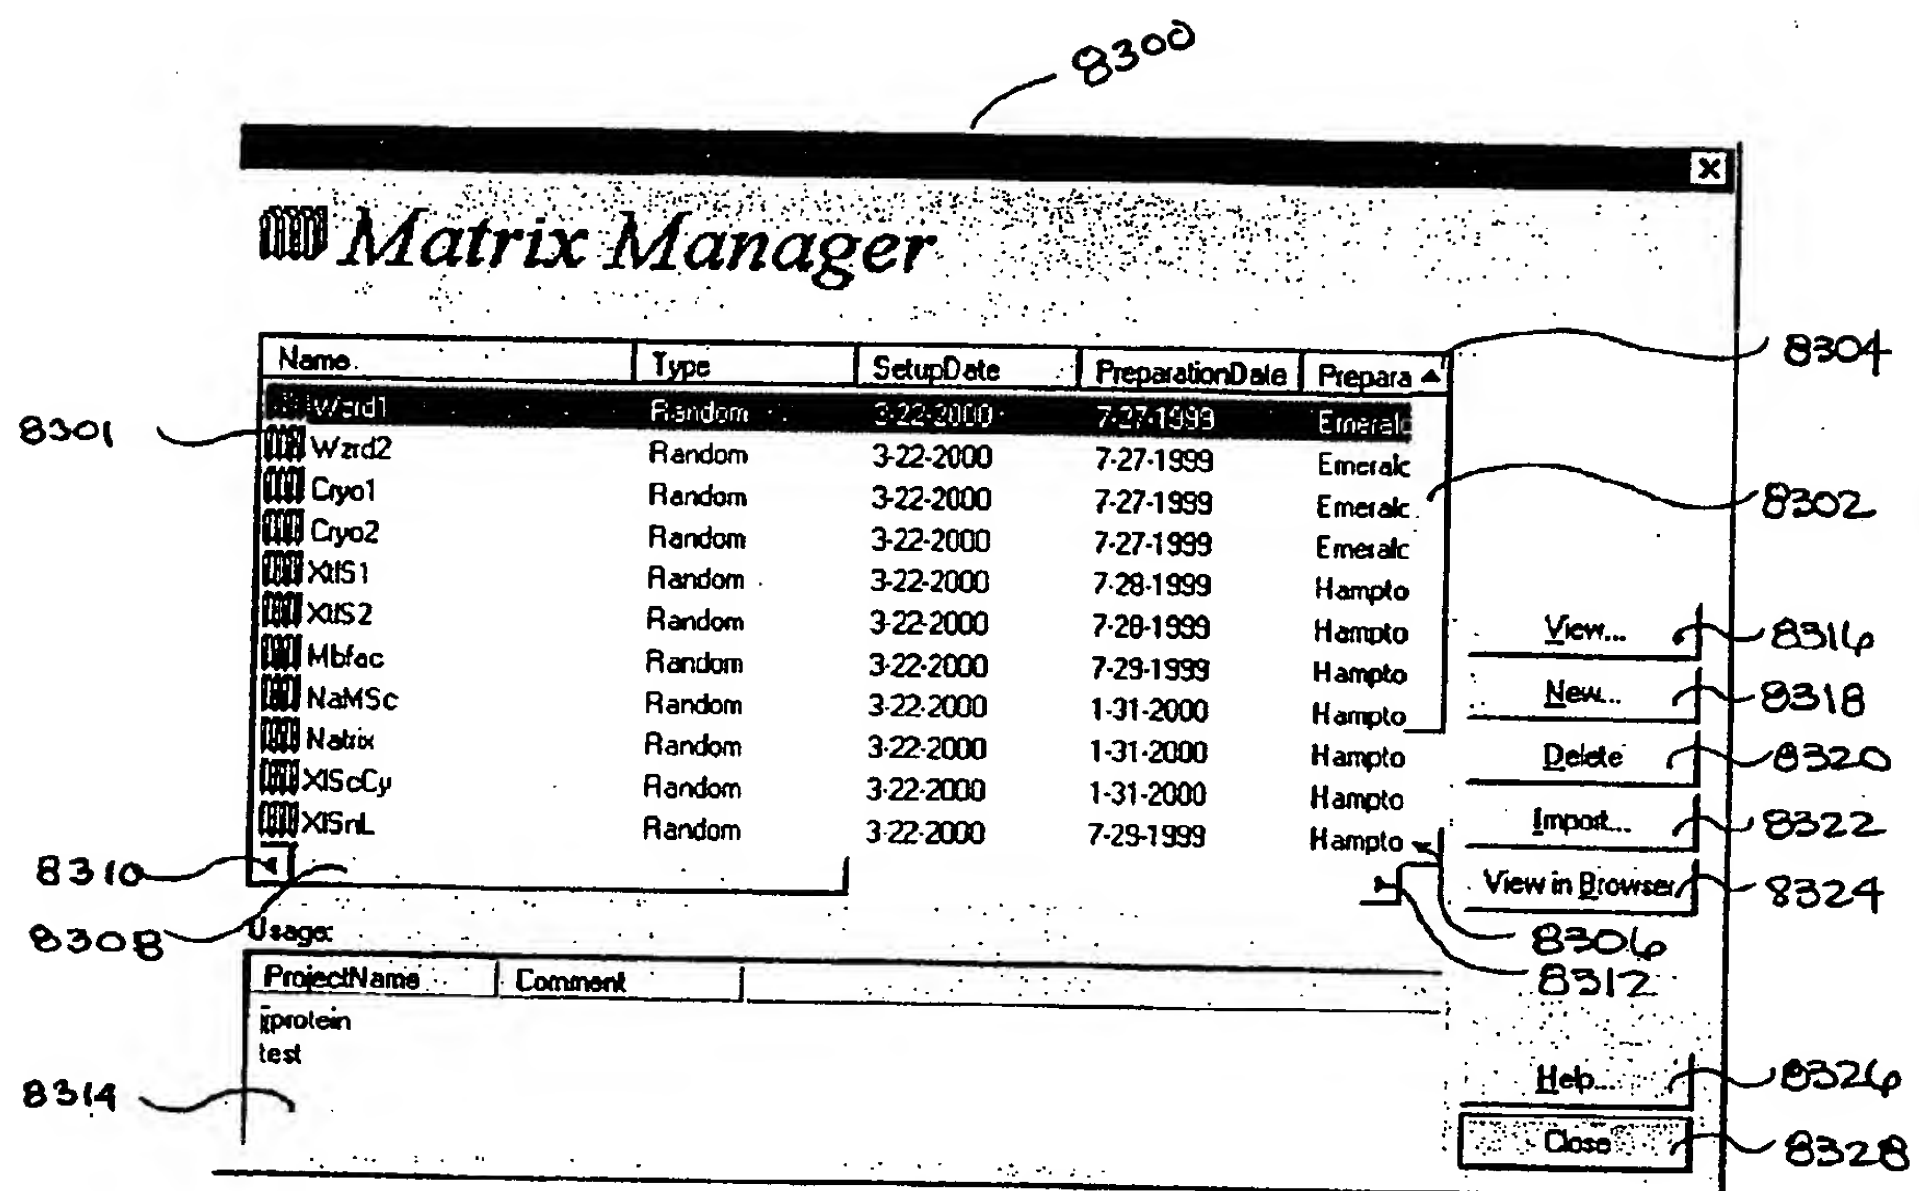 8300
X
Matrix Manager
Name Type SetupDate PreparationDate Prepara 8304
Wzrd1 Random 3-22-2000 7-27-1999 Emeralc
8301 Wzrd2 Random 3-22-2000 7-27-1999 Emeralc
Cryo1 Random 3-22-2000 7-27-1999 Emeralc 8302
Cryo2 Random 3-22-2000 7-27-1999 Emeralc
XtlS1 Random 3-22-2000 7-28-1999 Hampto
XtlS2 Random 3-22-2000 7-28-1999 Hampto View... 8316
Mbfac Random 3-22-2000 7-29-1999 Hampto
NaMSc Random 3-22-2000 1-31-2000 Hampto New... 8318
Natrix Random 3-22-2000 1-31-2000 Hampto Delete 8320
XlScCy Random 3-22-2000 1-31-2000 Hampto
XlSnL Random 3-22-2000 7-29-1999 Hampto Import... 8322
8310 View in Browser 8324
8308 Usage: 8306
ProjectName Comment 8312
protein
test
8314 Help... 8326
Close 8328